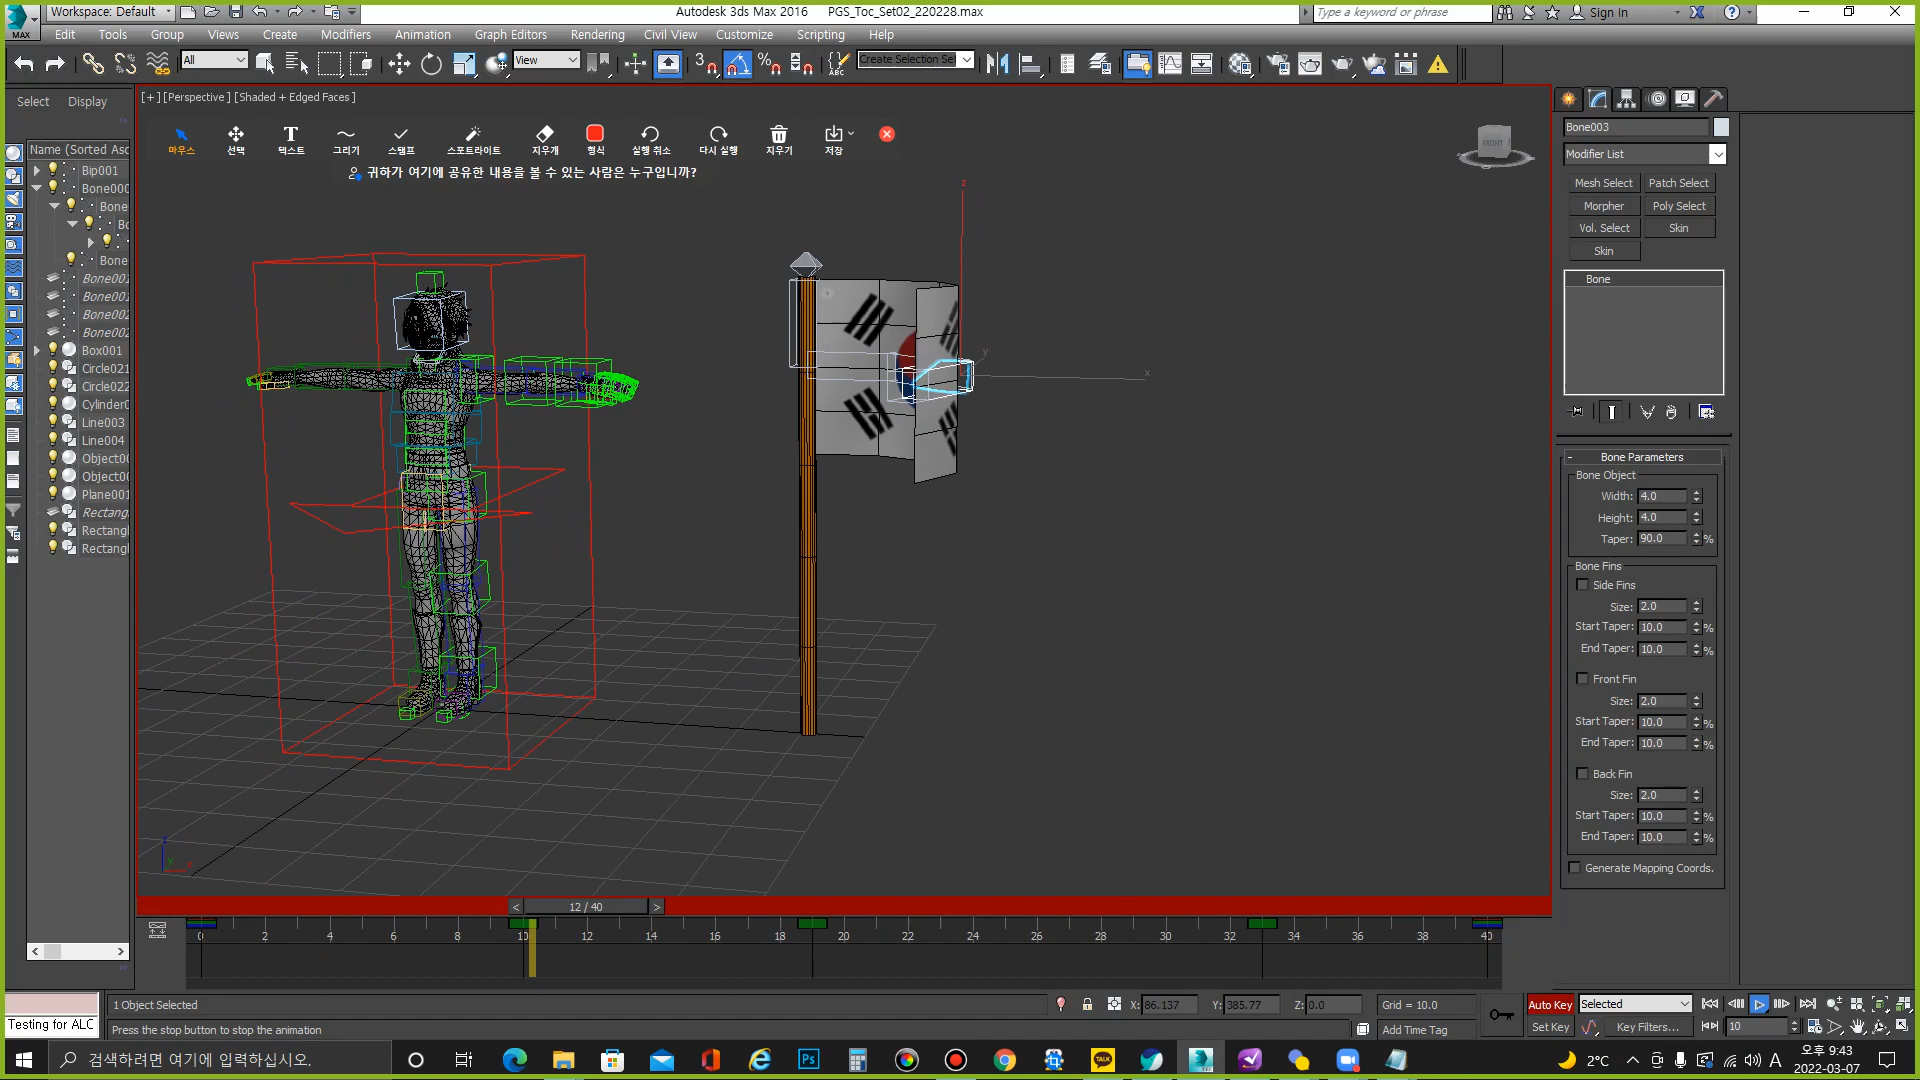 Workspace: Default
Autodesk 3ds Max 2016 PGS_Toc_Set02_220228.max
Type a keyword or phrase
Sign In
MAX
Edit Tools Group Views Create Modifiers Animation Graph Editors Rendering Civil View Customize Scripting Help
All
View
3
ABC
Create Selection Se
Select Display
[+] [Perspective] [Shaded + Edged Faces]
마우스 선택 텍스트 그리기 스탬프 스포트라이트 지우개 형식 실행 취소 다시 실행 지우기 저장
귀하가 여기에 공유한 내용을 볼 수 있는 사람은 누구입니까?
Name (Sorted Asc
Bip001
Bone000
Bone
Bo
Bone
Bone001
Bone001
Bone002
Bone002
Box001
Circle021
Circle022
Cylinder0
Line003
Line004
Object00
Object00
Plane001
Rectang
Rectangl
Rectangl
FRONT
z
y
x
z
y
x
Bone003
Modifier List
Mesh Select Patch Select
Morpher Poly Select
Vol. Select Skin
Skin
Bone
- Bone Parameters
Bone Object
Width: 4.0
Height: 4.0
Taper: 90.0 %
Bone Fins
Side Fins
Size: 2.0
Start Taper: 10.0 %
End Taper: 10.0 %
Front Fin
Size: 2.0
Start Taper: 10.0 %
End Taper: 10.0 %
Back Fin
Size: 2.0
Start Taper: 10.0 %
End Taper: 10.0 %
Generate Mapping Coords.
< 12 / 40 >
0 2 4 6 8 10 12 14 16 18 20 22 24 26 28 30 32 34 36 38 40
1 Object Selected
X: 86.137 Y: 385.77 Z: 0.0
Grid = 10.0
Auto Key Selected
Testing for ALC
Press the stop button to stop the animation
Add Time Tag
Set Key Key Filters...
10
검색하려면 여기에 입력하십시오.
Ps
TALK
2°C
A
오후 9:43
2022-03-07